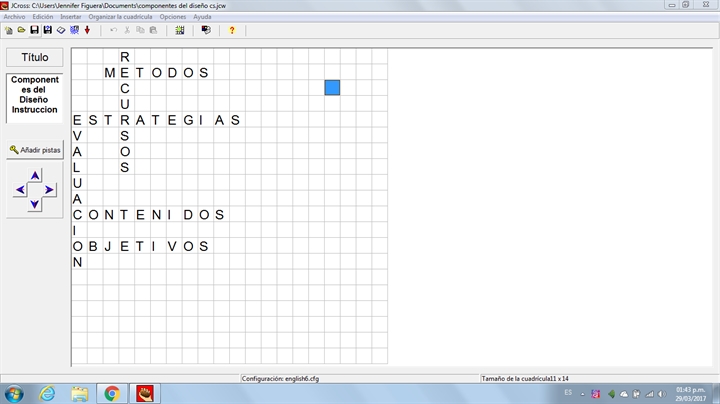 JCross: C:\Users\Jennifer Figuera\Documents\componentes del diseño cs.jcw
Archivo Edición Insertar Organizar la cuadrícula Opciones Ayuda
Título
Component
es del
Diseño
Instruccion
Añadir pistas
R
METODOS
C
U
ESTRATEGIAS
V S
A O
L S
U
A
CONTENIDOS
I
OBJETIVOS
N
Configuración: english6.cfg
Tamaño de la cuadrícula11 x 14
ES
01:43 p.m.
29/03/2017